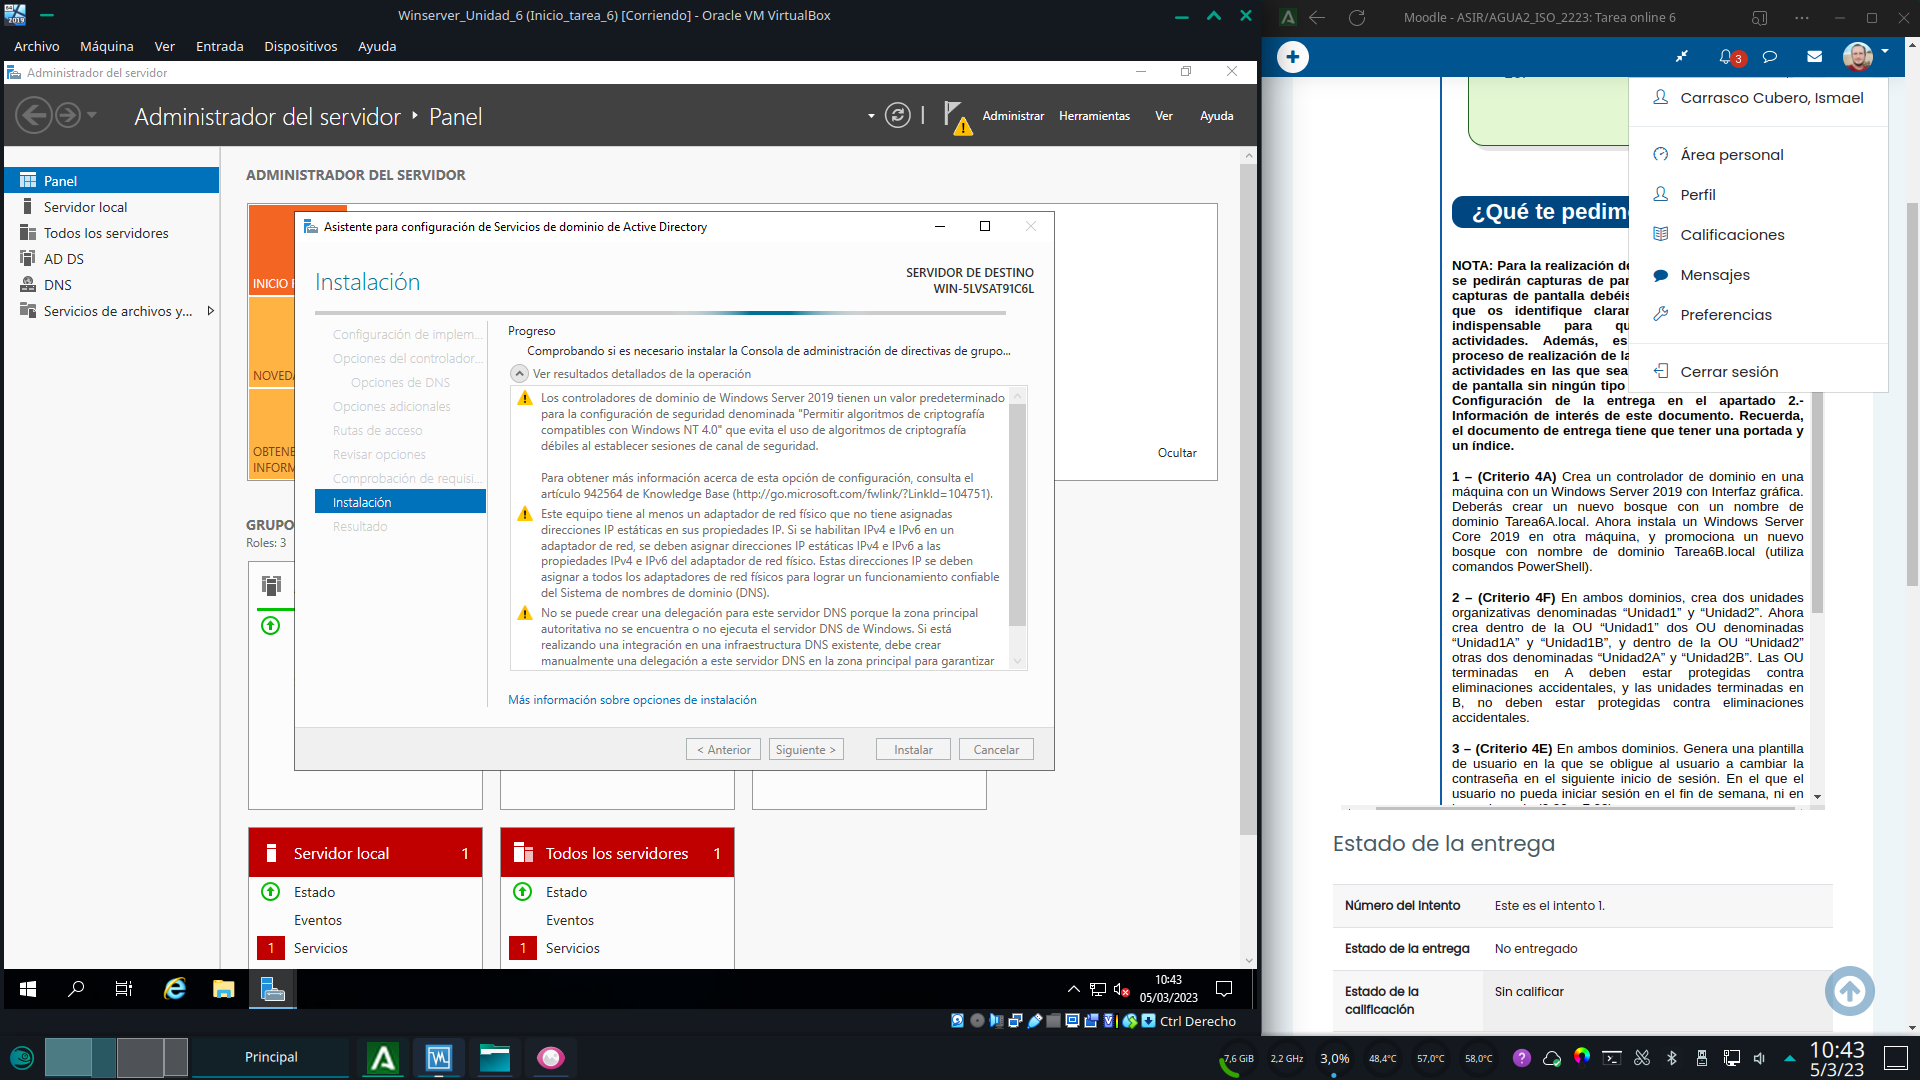 Winserver_Unidad_6 (Inicio_tarea_6) [Corriendo] - Oracle VM VirtualBox
Archivo Máquina Ver Entrada Dispositivos Ayuda
Administrador del servidor
Administrador del servidor ‣ Panel
Administrar Herramientas Ver Ayuda
Panel
Servidor local
Todos los servidores
AD DS
DNS
Servicios de archivos y...
ADMINISTRADOR DEL SERVIDOR
INICIO
OBTENE
INFORM
Ocultar
GRUPO
Roles: 3
Asistente para configuración de Servicios de dominio de Active Directory
Instalación
SERVIDOR DE DESTINO
WIN-5LVSAT91C6L
Configuración de implem...
Opciones del controlador...
Opciones de DNS
Opciones adicionales
Rutas de acceso
Revisar opciones
Comprobación de requisi...
Instalación
Resultado
Progreso
Comprobando si es necesario instalar la Consola de administración de directivas de grupo...
Ver resultados detallados de la operación
Los controladores de dominio de Windows Server 2019 tienen un valor predeterminado
para la configuración de seguridad denominada "Permitir algoritmos de criptografía
compatibles con Windows NT 4.0" que evita el uso de algoritmos de criptografía
débiles al establecer sesiones de canal de seguridad.
Para obtener más información acerca de esta opción de configuración, consulta el
artículo 942564 de Knowledge Base (http://go.microsoft.com/fwlink/?LinkId=104751).
Este equipo tiene al menos un adaptador de red físico que no tiene asignadas
direcciones IP estáticas en sus propiedades IP. Si se habilitan IPv4 e IPv6 en un
adaptador de red, se deben asignar direcciones IP estáticas IPv4 e IPv6 a las
propiedades IPv4 e IPv6 del adaptador de red físico. Estas direcciones IP se deben
asignar a todos los adaptadores de red físicos para lograr un funcionamiento confiable
del Sistema de nombres de dominio (DNS).
No se puede crear una delegación para este servidor DNS porque la zona principal
autoritativa no se encuentra o no ejecuta el servidor DNS de Windows. Si está
realizando una integración en una infraestructura DNS existente, debe crear
manualmente una delegación a este servidor DNS en la zona principal para garantizar
Más información sobre opciones de instalación
< Anterior Siguiente > Instalar Cancelar
Servidor local 1
Estado
Eventos
1 Servicios
Todos los servidores 1
Estado
Eventos
1 Servicios
10:43
05/03/2023
Ctrl Derecho
Moodle - ASIR/AGUA2_ISO_2223: Tarea online 6
3
Carrasco Cubero, Ismael
Área personal
Perfil
Calificaciones
Mensajes
Preferencias
Cerrar sesión
¿Qué te pedim
NOTA: Para la realización de
se pedirán capturas de pa
capturas de pantalla debéis
que os identifique clara
indispensable para qu
actividades. Además, es
proceso de realización de la
actividades en las que sea
de pantalla sin ningún tipo
Configuración de la entrega en el apartado 2.-
Información de interés de este documento. Recuerda,
el documento de entrega tiene que tener una portada y
un índice.
1 – (Criterio 4A) Crea un controlador de dominio en una
máquina con un Windows Server 2019 con Interfaz gráfica.
Deberás crear un nuevo bosque con un nombre de
dominio Tarea6A.local. Ahora instala un Windows Server
Core 2019 en otra máquina, y promociona un nuevo
bosque con nombre de dominio Tarea6B.local (utiliza
comandos PowerShell).
2 – (Criterio 4F) En ambos dominios, crea dos unidades
organizativas denominadas “Unidad1” y “Unidad2”. Ahora
crea dentro de la OU “Unidad1” dos OU denominadas
“Unidad1A” y “Unidad1B”, y dentro de la OU “Unidad2”
otras dos denominadas “Unidad2A” y “Unidad2B”. Las OU
terminadas en A deben estar protegidas contra
eliminaciones accidentales, y las unidades terminadas en
B, no deben estar protegidas contra eliminaciones
accidentales.
3 – (Criterio 4E) En ambos dominios. Genera una plantilla
de usuario en la que se obligue al usuario a cambiar la
contraseña en el siguiente inicio de sesión. En el que el
usuario no pueda iniciar sesión en el fin de semana, ni en
Estado de la entrega
Número del intento Este es el intento 1.
Estado de la entrega No entregado
Estado de la
calificación
Sin calificar
Principal
7,6 GiB 2,2 GHz 3,0% 48,4°C 57,0°C 58,0°C
10:43
5/3/23